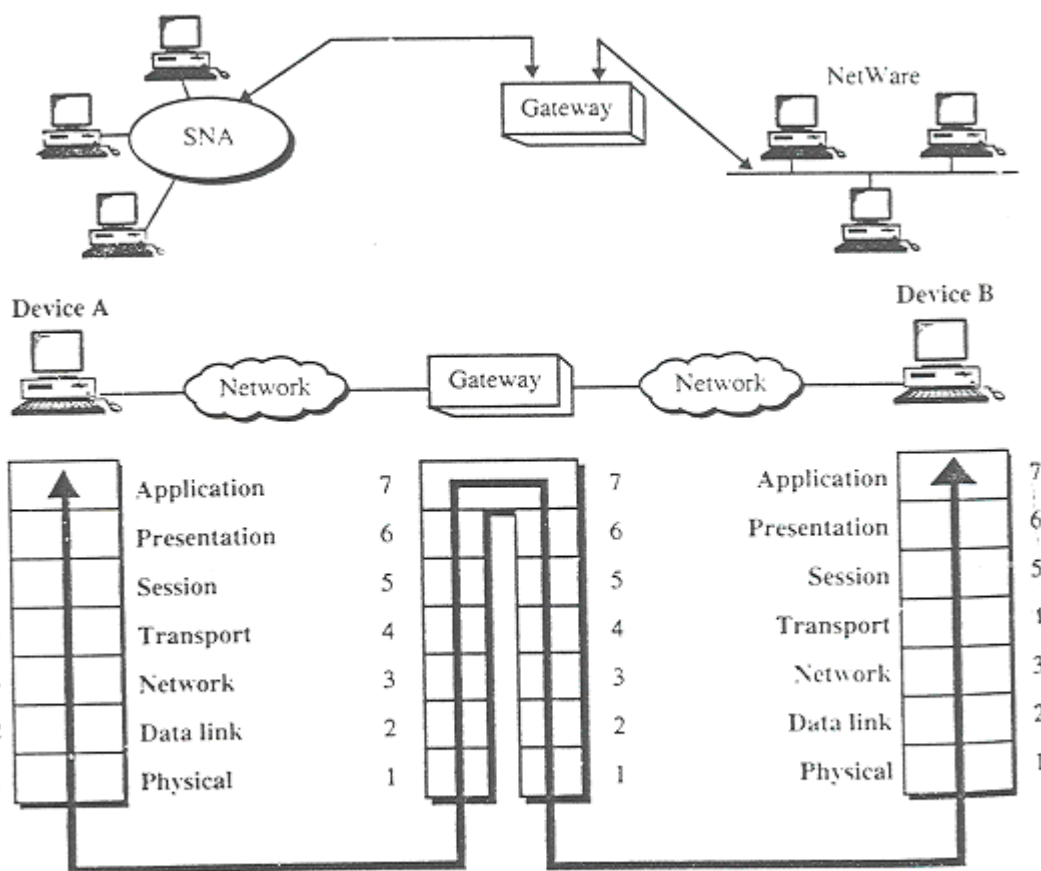 NetWare
Gateway
SNA
Device A
Device B
Network
Gateway
Network
Application 7 7 Application 7
Presentation 6 6 Presentation 6
Session 5 5 Session 5
Transport 4 4 Transport
Network 3 3 Network 3
Data link 2 2 Data link 2
Physical 1 1 Physical 1